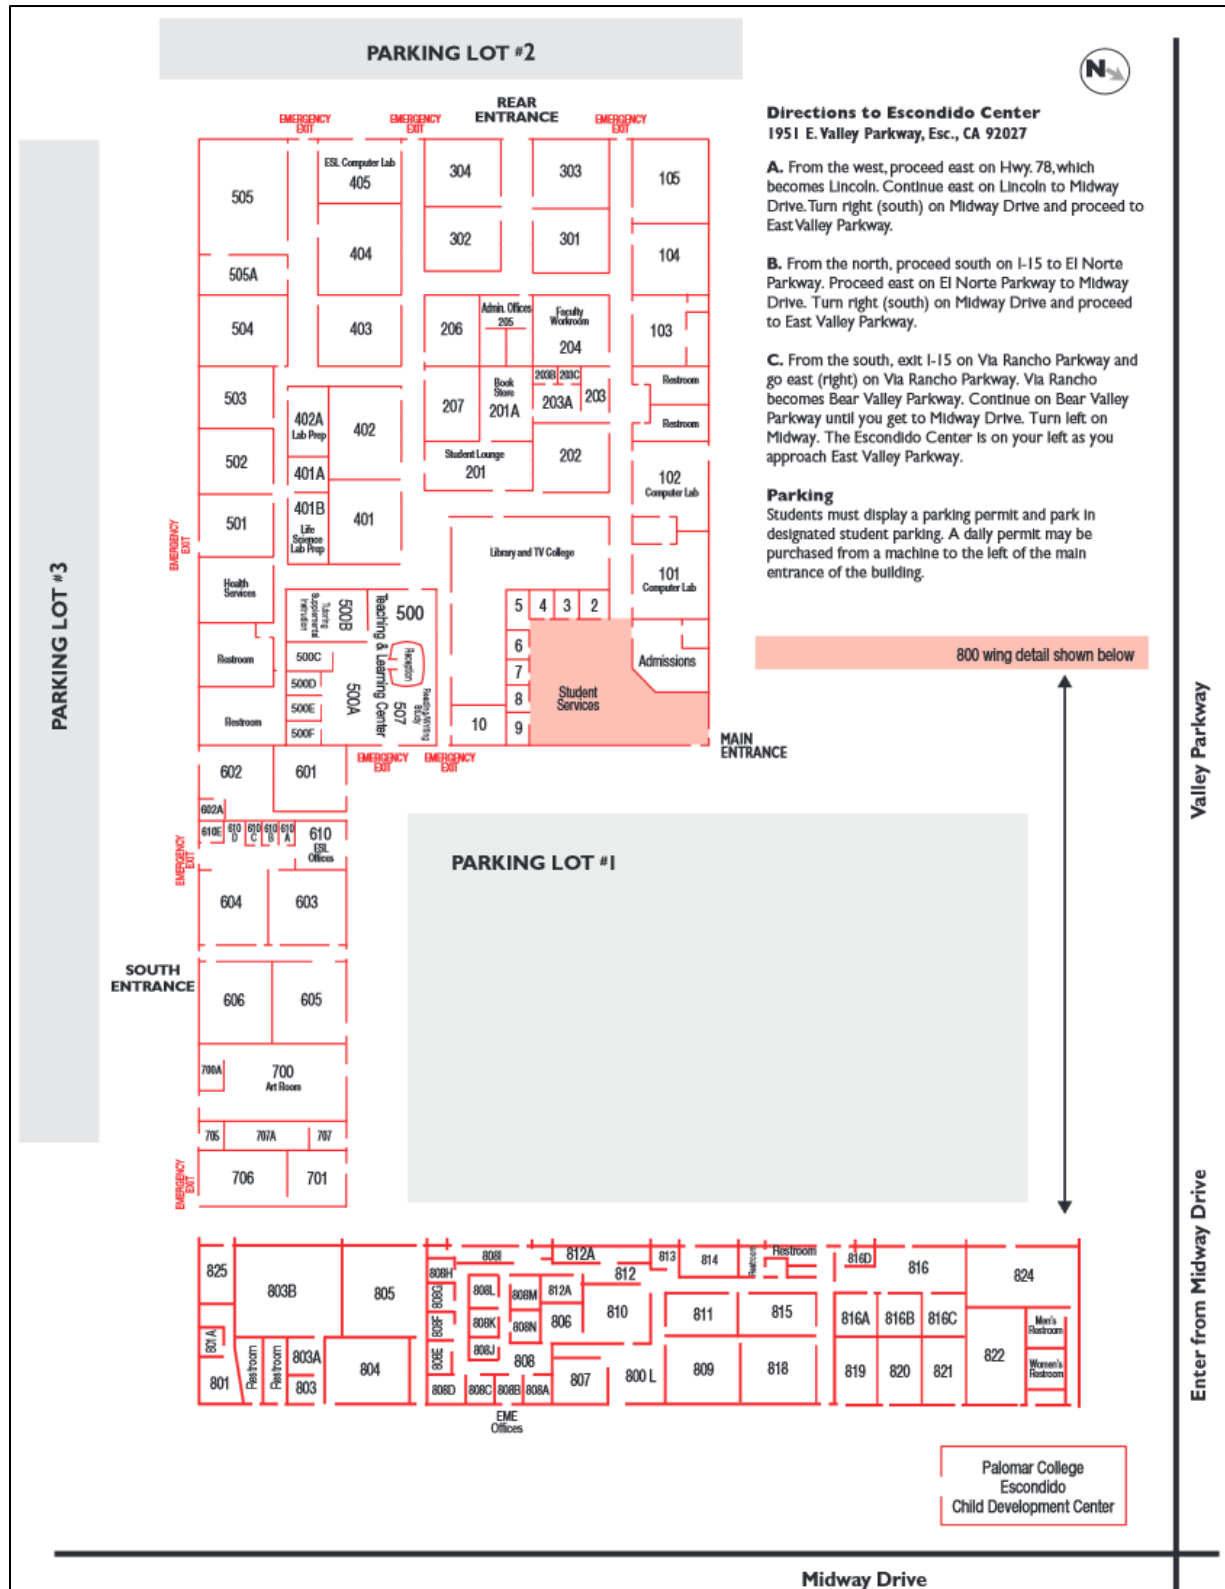 PARKING LOT #2
N
REAR
ENTRANCE
EMERGENCY
EXIT
EMERGENCY
EXIT
EMERGENCY
EXIT
Directions to Escondido Center
1951 E. Valley Parkway, Esc., CA 92027
A. From the west, proceed east on Hwy. 78, which
becomes Lincoln. Continue east on Lincoln to Midway
Drive. Turn right (south) on Midway Drive and proceed to
East Valley Parkway.
B. From the north, proceed south on I-15 to El Norte
Parkway. Proceed east on El Norte Parkway to Midway
Drive. Turn right (south) on Midway Drive and proceed
to East Valley Parkway.
C. From the south, exit I-15 on Via Rancho Parkway and
go east (right) on Via Rancho Parkway. Via Rancho
becomes Bear Valley Parkway. Continue on Bear Valley
Parkway until you get to Midway Drive. Turn left on
Midway. The Escondido Center is on your left as you
approach East Valley Parkway.
Parking
Students must display a parking permit and park in
designated student parking. A daily permit may be
purchased from a machine to the left of the main
entrance of the building.
800 wing detail shown below
505
ESL Computer Lab
405
304
303
105
404
302
301
104
505A
504
403
206
Admin. Offices
205
Faculty
Workroom
204
103
Restroom
Restroom
503
402A
Lab Prep
402
207
Book
Store
201A
203B
203C
203A
203
502
401A
Student Lounge
201
202
102
Computer Lab
501
401B
Life
Science
Lab Prep
401
EMERGENCY
EXIT
Library and TV College
101
Computer Lab
PARKING LOT #3
Health
Services
Tutoring
Supplemental
Instruction
500B
Teaching & Learning Center
500
Reception
5
4
3
2
6
7
8
9
10
Admissions
Student
Services
Restroom
500C
500D
500E
500F
500A
507
Reading/Writing
Study
Restroom
MAIN
ENTRANCE
EMERGENCY
EXIT
EMERGENCY
EXIT
Valley Parkway
602
601
602A
610E
610
D
610
C
610
B
610
A
610
ESL
Offices
EMERGENCY
EXIT
PARKING LOT #1
604
603
SOUTH
ENTRANCE
606
605
700A
700
Art Room
705
707A
707
706
701
EMERGENCY
EXIT
Enter from Midway Drive
825
803B
805
808I
808H
808G
808F
808E
808L
808K
808J
808M
808N
812A
812A
812
806
810
813
814
Restroom
Restroom
816D
816
824
811
815
816A
816B
816C
Men's
Restroom
801A
801
Restroom
Restroom
803A
803
804
808
808D
808C
808B
808A
807
800 L
809
818
819
820
821
822
Women's
Restroom
EME
Offices
Palomar College
Escondido
Child Development Center
Midway Drive